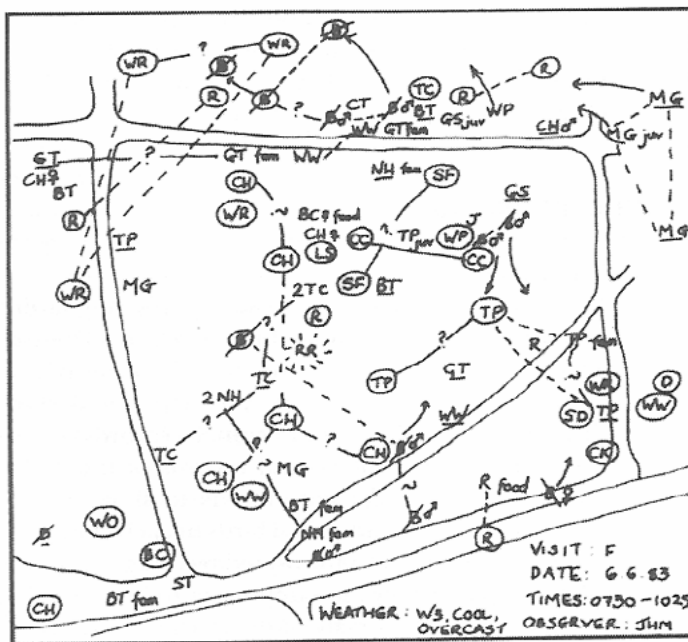 WR ? WR
B
B
R B ? B♂ CT B♂ TC BT R WP R
GS juv
MG
WW GT fam
CH♂ MG juv
GT ? GT fam WW
CH♀
BT
R
CH
NH fam SF
GS
MG
WR
BC♀ food
CH♀ CC ? TP juv WP J B♂ B♂
TP
CH LS CC
WR MG
SF BT
2TC
R TP
B ? RR R TP fam
? GT
TC TP
2NH WR D
WW
CH WW SD TP
TC ? ? ? CH B♂
CK
CH MG
WW
R food B♀
B WO BT fam B♂
NH fam
BC B♂ R
ST VISIT : F
BT fam DATE: 6.6.83
CH TIMES: 0730-1025
WEATHER: W3, COOL, OVERCAST OBSERVER: JHM